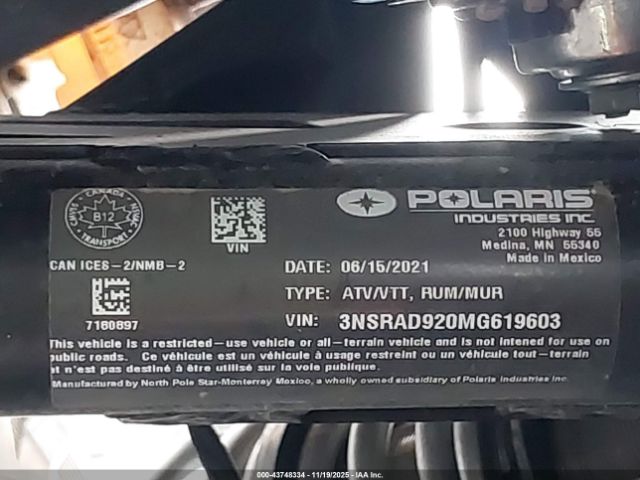 CANADA
CMVSS B12 NSVAC
TRANSPORT
VIN
POLARIS
INDUSTRIES INC.
2100 Highway 55
Medina, MN 55340
Made in Mexico
CAN ICES-2/NMB-2
DATE: 06/15/2021
TYPE: ATV/VTT, RUM/MUR
7180897
VIN: 3NSRAD920MG619603
This vehicle is a restricted-use vehicle or all-terrain vehicle and is not intended for use on
public roads. Ce véhicule est un véhicule à usage restreint ou un véhicule tout-terrain
et n'est pas destiné à être utilisé sur la voie publique.
Manufactured by North Pole Star-Monterrey Mexico, a wholly owned subsidiary of Polaris Industries Inc.
000-43748334 - 11/19/2025 - IAA Inc.